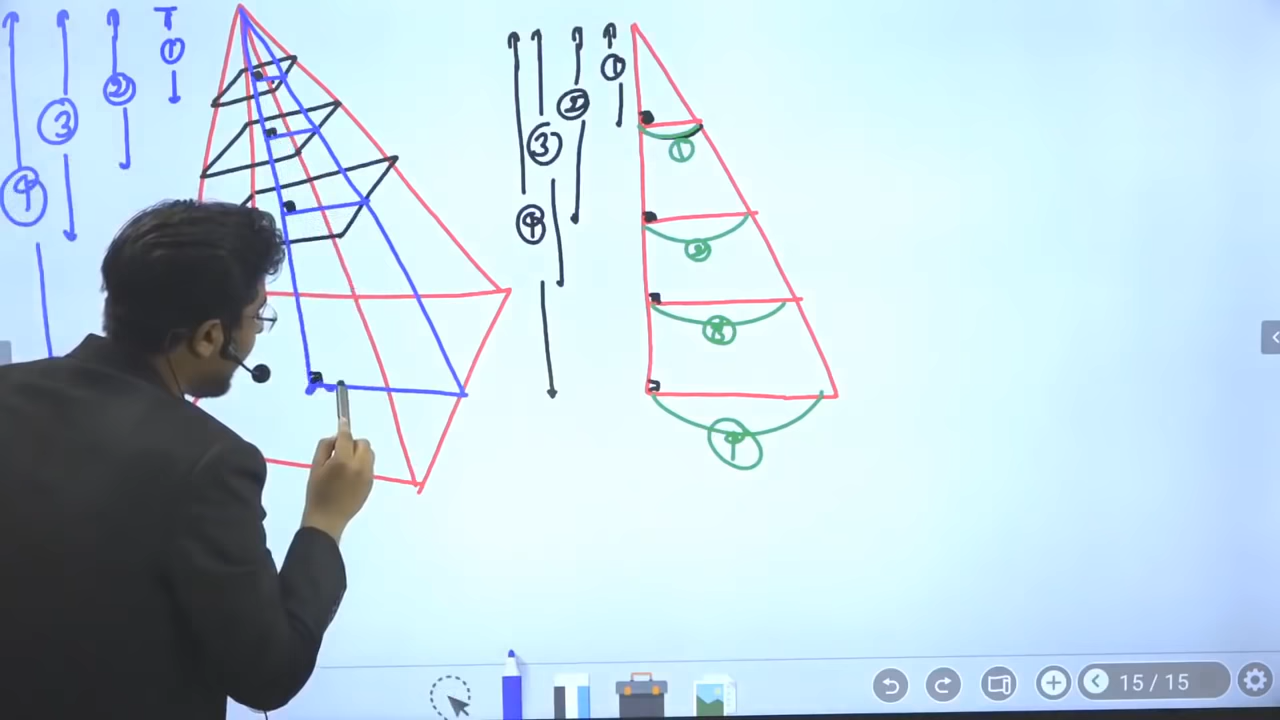 ① ② ③ ④
① ② ③ ④
①
②
③
④
15 / 15